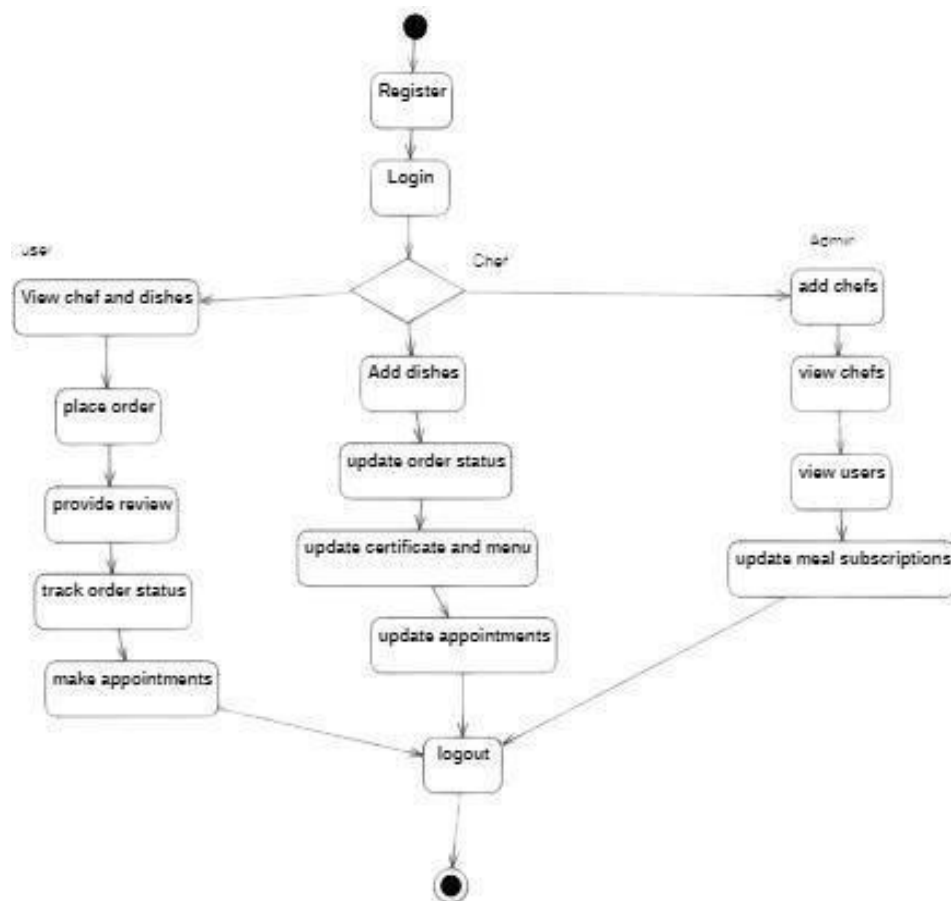 Register
Login
user
Chef
Admin
View chef and dishes
add chefs
Add dishes
view chefs
place order
update order status
view users
provide review
update certificate and menu
update meal subscriptions
track order status
update appointments
make appointments
logout